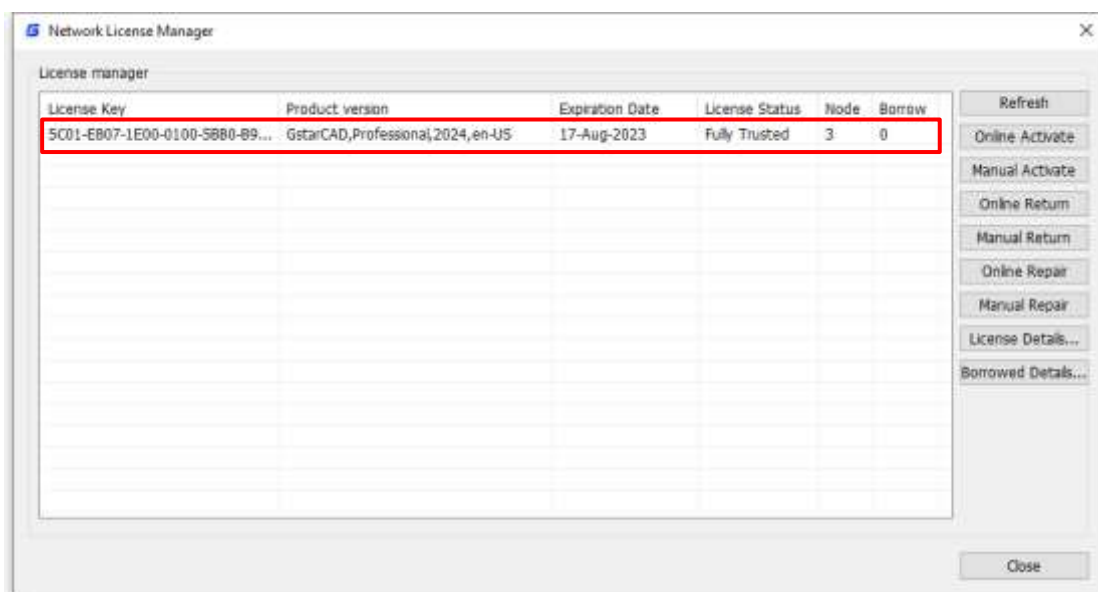 Network License Manager
License manager
License Key Product version Expiration Date License Status Node Borrow
5C01-EB07-1E00-0100-5BB0-B9... GstarCAD,Professional,2024,en-US 17-Aug-2023 Fully Trusted 3 0
Refresh
Online Activate
Manual Activate
Online Return
Manual Return
Online Repair
Manual Repair
License Details...
Borrowed Details...
Close